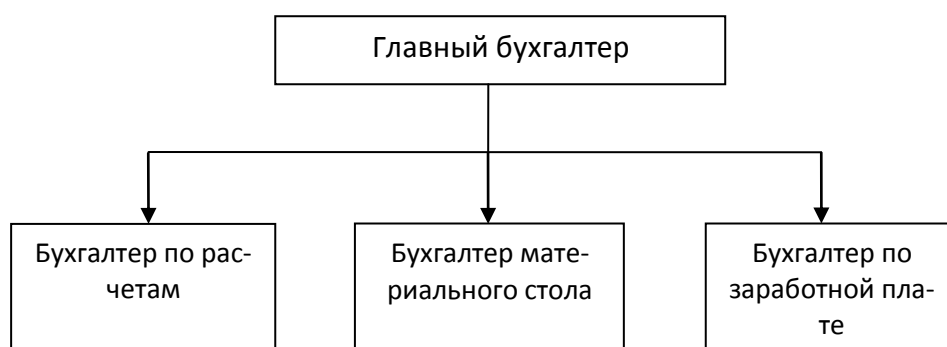 Главный бухгалтер
Бухгалтер по рас-
четам
Бухгалтер мате-
риального стола
Бухгалтер по
заработной пла-
те